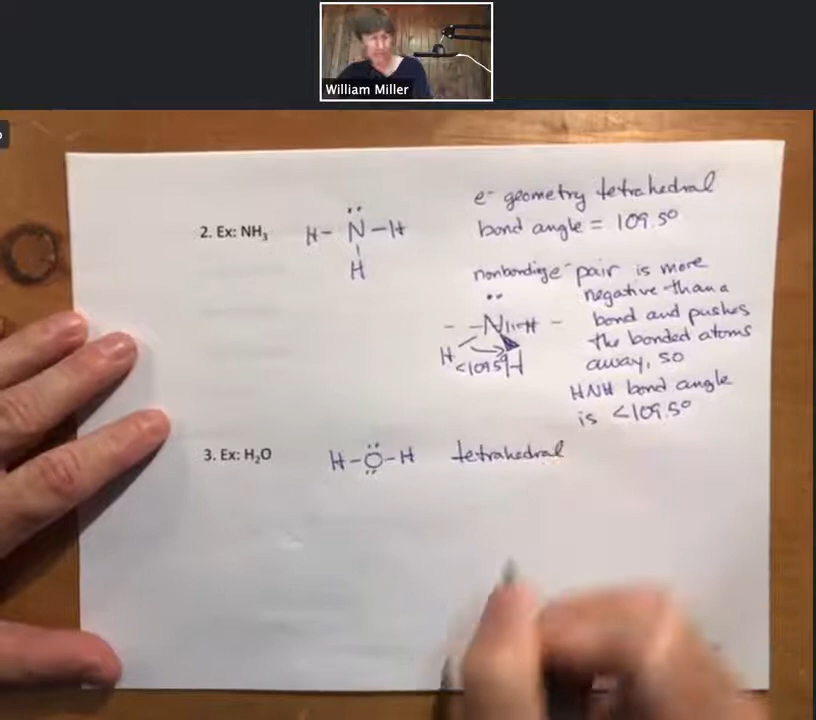 William Miller
2. Ex: NH₃
H-N̈-H
H
e⁻ geometry tetrahedral
bond angle = 109.5°
nonbonding e⁻ pair is more
negative than a
bond and pushes
the bonded atoms
away, so
HNH bond angle
is <109.5°
N H
H H
<109.5°
3. Ex: H₂O
H-O-H tetrahedral